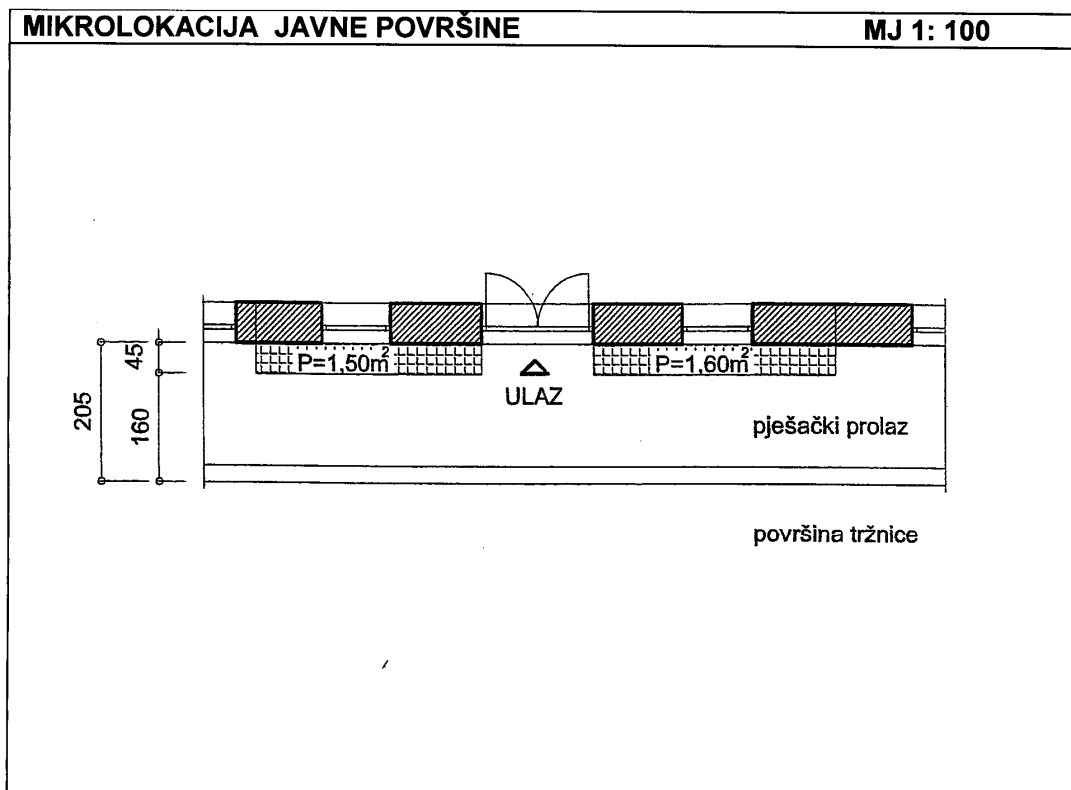 MIKROLOKACIJA JAVNE POVRŠINE MJ 1: 100
P=1,50m²
P=1,60m²
ULAZ
45
160
205
pješački prolaz
površina tržnice